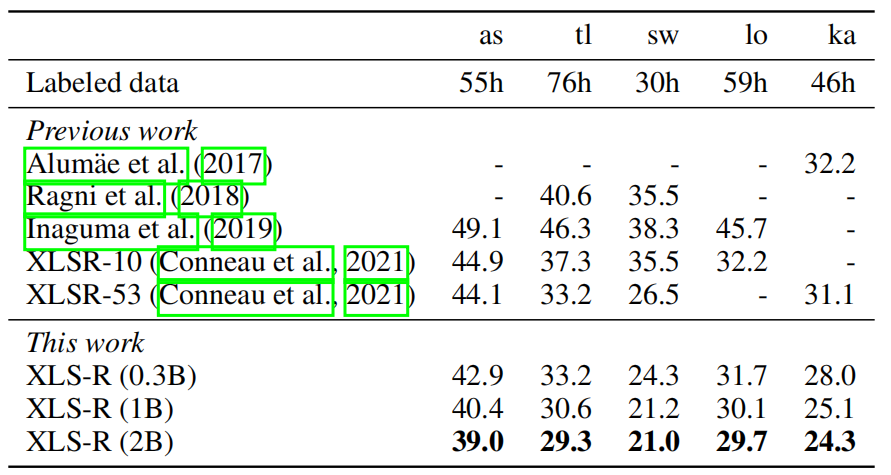 as tl sw lo ka
Labeled data 55h 76h 30h 59h 46h
Previous work
Alumäe et al. (2017) - - - - 32.2
Ragni et al. (2018) - 40.6 35.5 - -
Inaguma et al. (2019) 49.1 46.3 38.3 45.7 -
XLSR-10 (Conneau et al., 2021) 44.9 37.3 35.5 32.2 -
XLSR-53 (Conneau et al., 2021) 44.1 33.2 26.5 - 31.1
This work
XLS-R (0.3B) 42.9 33.2 24.3 31.7 28.0
XLS-R (1B) 40.4 30.6 21.2 30.1 25.1
XLS-R (2B) 39.0 29.3 21.0 29.7 24.3